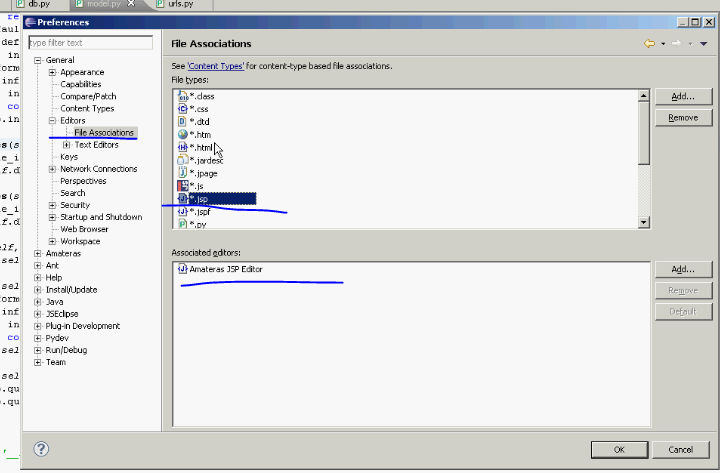 db.py
model.py
urls.py
Preferences
type filter text
General
Appearance
Capabilities
Compare/Patch
Content Types
Editors
File Associations
Text Editors
Keys
Network Connections
Perspectives
Search
Security
Startup and Shutdown
Web Browser
Workspace
Amateras
Ant
Help
Install/Update
Java
JSEclipse
Plug-in Development
Pydev
Run/Debug
Team
File Associations
See 'Content Types' for content-type based file associations.
File types:
*.class
*.css
*.dtd
*.htm
*.html
*.jardesc
*.jpage
*.js
*.jsp
*.jspf
*.py
Add...
Remove
Associated editors:
Amateras JSP Editor
Add...
Remove
Default
OK
Cancel